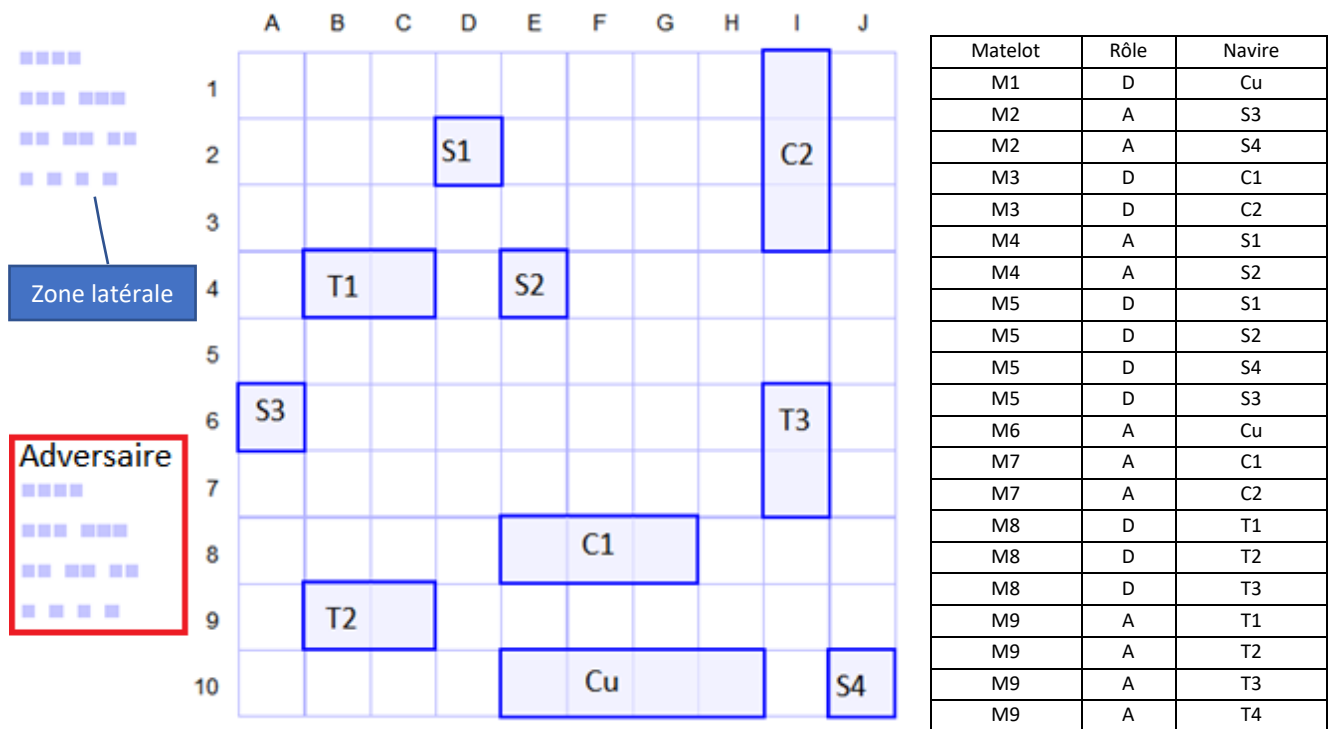 A B C D E F G H I J
1
2
3
4
5
6
7
8
9
10
S1
C2
T1
S2
S3
T3
C1
T2
Cu
S4
Zone latérale
Adversaire
Matelot Rôle Navire
M1 D Cu
M2 A S3
M2 A S4
M3 D C1
M3 D C2
M4 A S1
M4 A S2
M5 D S1
M5 D S2
M5 D S4
M5 D S3
M6 A Cu
M7 A C1
M7 A C2
M8 D T1
M8 D T2
M8 D T3
M9 A T1
M9 A T2
M9 A T3
M9 A T4